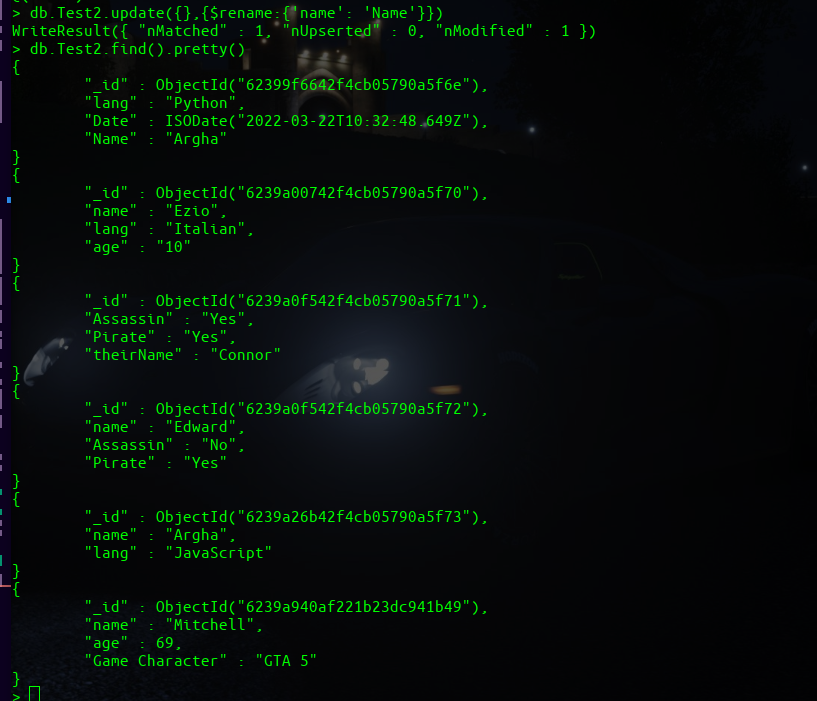 > db.Test2.update({},{$rename:{'name': 'Name'}})
WriteResult({ "nMatched" : 1, "nUpserted" : 0, "nModified" : 1 })
> db.Test2.find().pretty()
{
        "_id" : ObjectId("62399f6642f4cb05790a5f6e"),
        "lang" : "Python",
        "Date" : ISODate("2022-03-22T10:32:48.649Z"),
        "Name" : "Argha"
}
{
        "_id" : ObjectId("6239a00742f4cb05790a5f70"),
        "name" : "Ezio",
        "lang" : "Italian",
        "age" : "10"
}
{
        "_id" : ObjectId("6239a0f542f4cb05790a5f71"),
        "Assassin" : "Yes",
        "Pirate" : "Yes",
        "theirName" : "Connor"
}
{
        "_id" : ObjectId("6239a0f542f4cb05790a5f72"),
        "name" : "Edward",
        "Assassin" : "No",
        "Pirate" : "Yes"
}
{
        "_id" : ObjectId("6239a26b42f4cb05790a5f73"),
        "name" : "Argha",
        "lang" : "JavaScript"
}
{
        "_id" : ObjectId("6239a940af221b23dc941b49"),
        "name" : "Mitchell",
        "age" : 69,
        "Game Character" : "GTA 5"
}
>